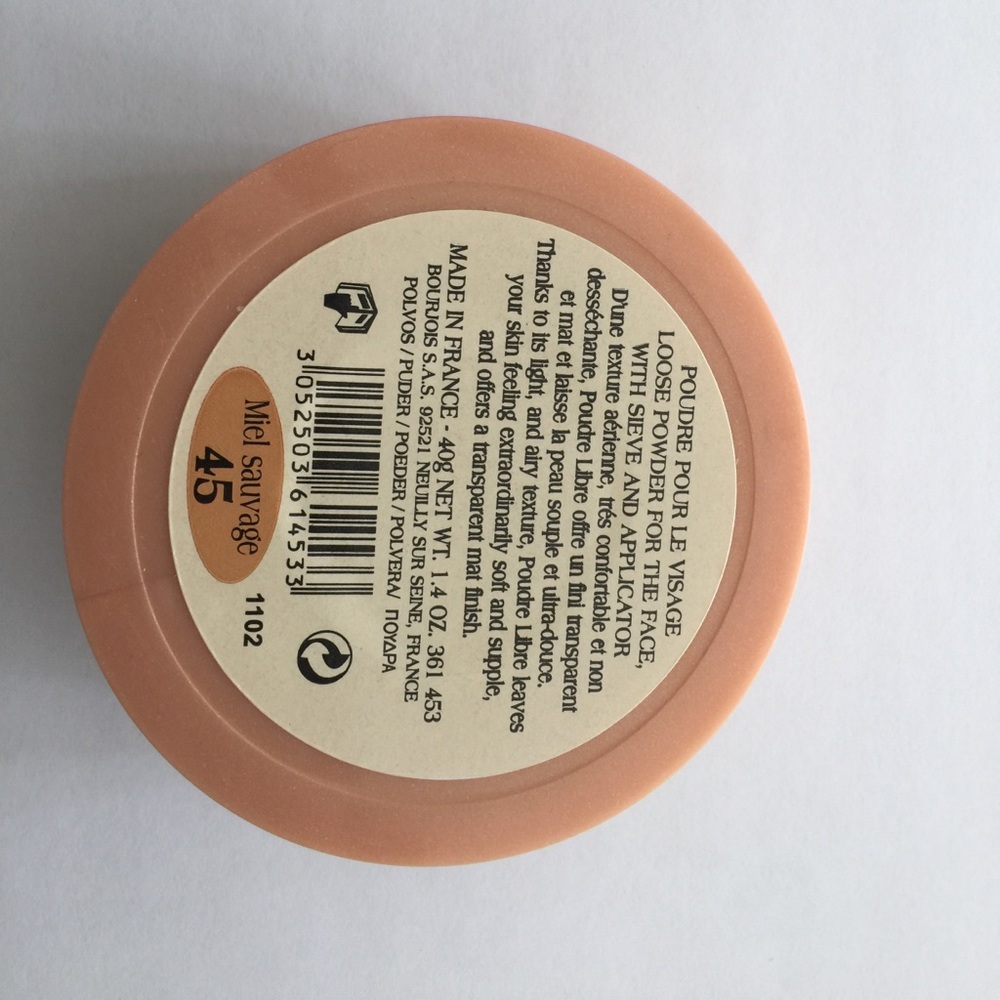 POUDRE POUR LE VISAGE
LOOSE POWDER FOR THE FACE,
WITH SIEVE AND APPLICATOR
D'une texture aérienne, trés confortable et non
desséchante, Poudre Libre offre un fini transparent
et mat et laisse la peau souple et ultra-douce.
Thanks to its light, and airy texture, Poudre Libre leaves
your skin feeling extraordinarily soft and supple,
and offers a transparent mat finish.
MADE IN FRANCE - 40g NET WT. 1.4 OZ. 361 453
BOURJOIS S.A.S. 92521 NEUILLY SUR SEINE, FRANCE
POLVOS / PUDER / POEDER / POLVERA/ ΠΟΥΔΡΑ
3 052503 614533
Miel sauvage
45
1102